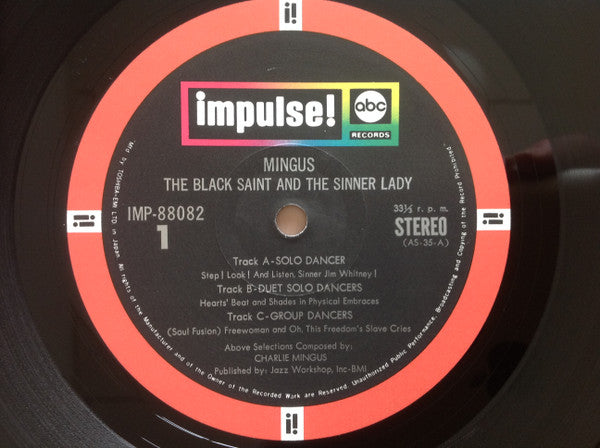 impulse!
abc
RECORDS
MINGUS
THE BLACK SAINT AND THE SINNER LADY
IMP-88082
1
33⅓ r. p. m.
STEREO
(AS-35-A)
Track A-SOLO DANCER
Step! Look! And Listen, Sinner Jim Whitney!
Track B-DUET SOLO DANCERS
Hearts' Beat and Shades in Physical Embraces
Track C-GROUP DANCERS
(Soul Fusion) Freewoman and Oh, This Freedom's Slave Cries
Above Selections Composed by:
CHARLIE MINGUS
Published by: Jazz Workshop, Inc-BMI
Mfd by TOSHIBA-EMI LTD in Japan. All rights of the Manufacturer and of the Owner of the Recorded Work are Reserved. Unauthorized Public Performance, Broadcasting and Copying of the Record Prohibited.
i!
i!
i!
i!